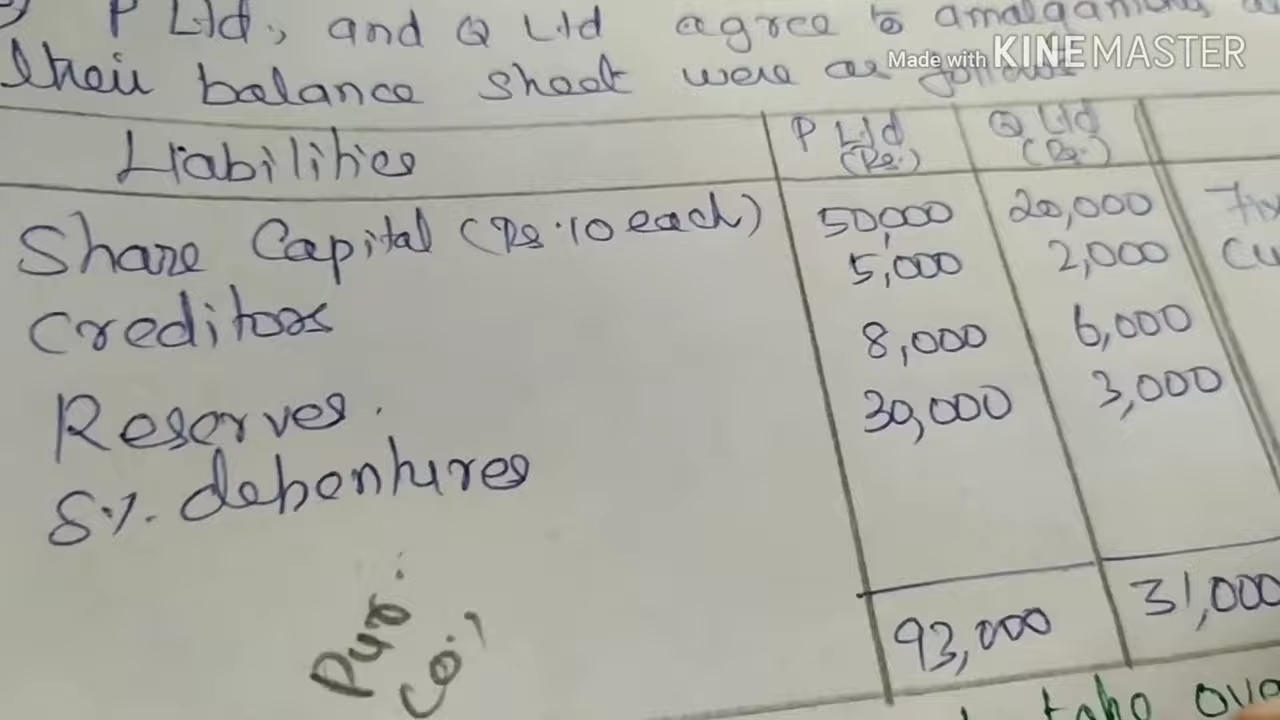 P Ltd, and Q Ltd agree to
Made with KINEMASTER
their balance sheet were as
Liabilities P Ltd (Rs.) Q Ltd (Rs.)
Share Capital (Rs.10 each) 50,000 20,000
Creditors 5,000 2,000
Reserves. 8,000 6,000
8%. debentures 30,000 3,000
93,000 31,000
Pur.
Co.
take